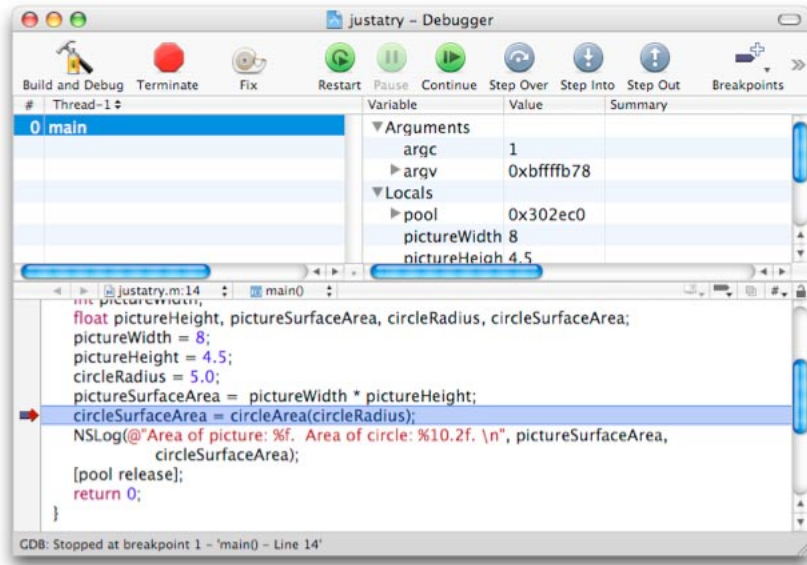 justatry – Debugger
Build and Debug Terminate Fix Restart Pause Continue Step Over Step Into Step Out Breakpoints »
# Thread-1 Variable Value Summary
0 main
Arguments
argc 1
argv 0xbffffb78
Locals
pool 0x302ec0
pictureWidth 8
pictureHeigh 4.5
justatry.m:14 main() #
int pictureWidth;
float pictureHeight, pictureSurfaceArea, circleRadius, circleSurfaceArea;
pictureWidth = 8;
pictureHeight = 4.5;
circleRadius = 5.0;
pictureSurfaceArea = pictureWidth * pictureHeight;
circleSurfaceArea = circleArea(circleRadius);
NSLog(@"Area of picture: %f. Area of circle: %10.2f. \n", pictureSurfaceArea,
circleSurfaceArea);
[pool release];
return 0;
}
GDB: Stopped at breakpoint 1 – 'main() – Line 14'